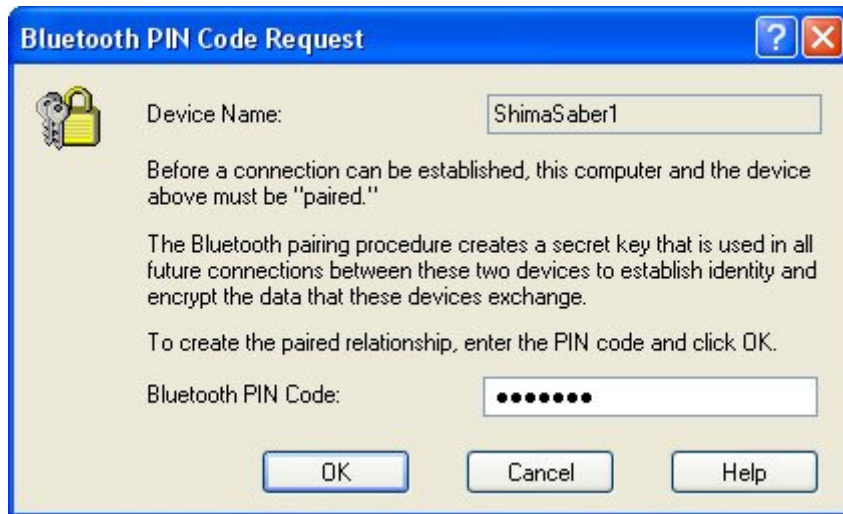 Bluetooth PIN Code Request
Device Name: ShimaSaber1
Before a connection can be established, this computer and the device
above must be "paired."
The Bluetooth pairing procedure creates a secret key that is used in all
future connections between these two devices to establish identity and
encrypt the data that these devices exchange.
To create the paired relationship, enter the PIN code and click OK.
Bluetooth PIN Code: •••••••
OK Cancel Help